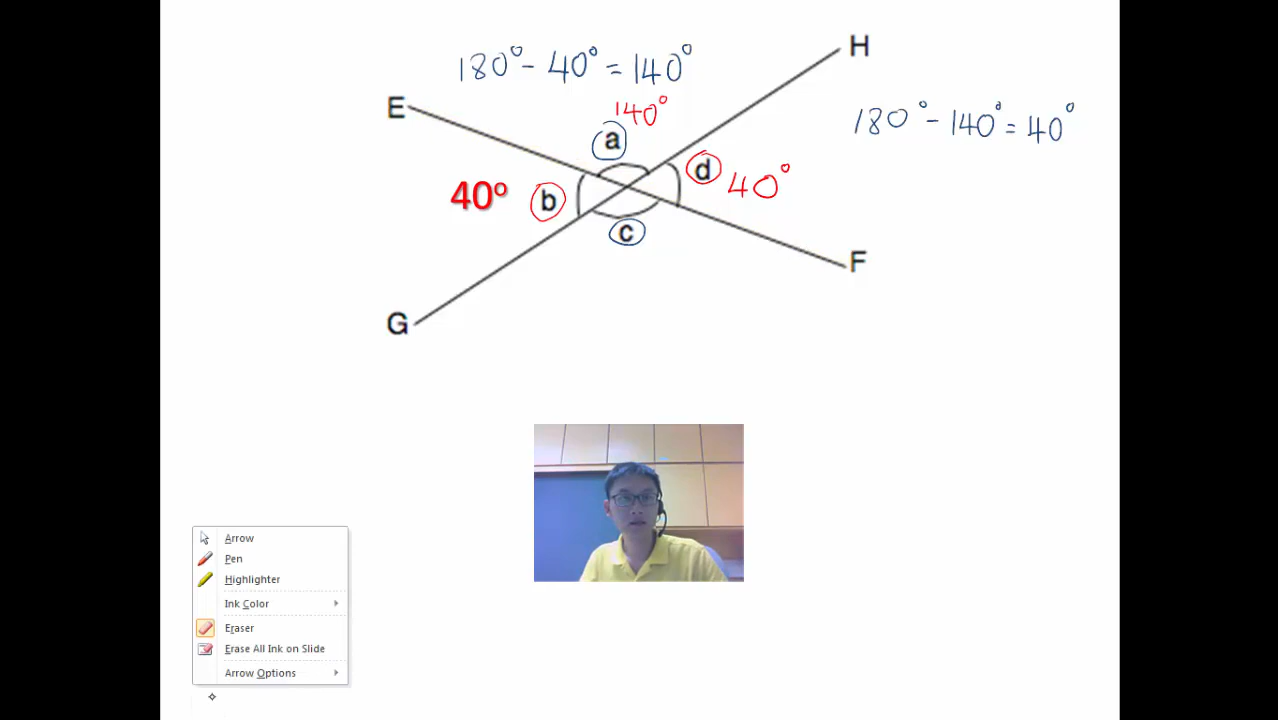 H
180° - 40° = 140°
E
140°
180° - 140° = 40°
a
d
40°
40°
b
c
F
G
Arrow
Pen
Highlighter
Ink Color
Eraser
Erase All Ink on Slide
Arrow Options